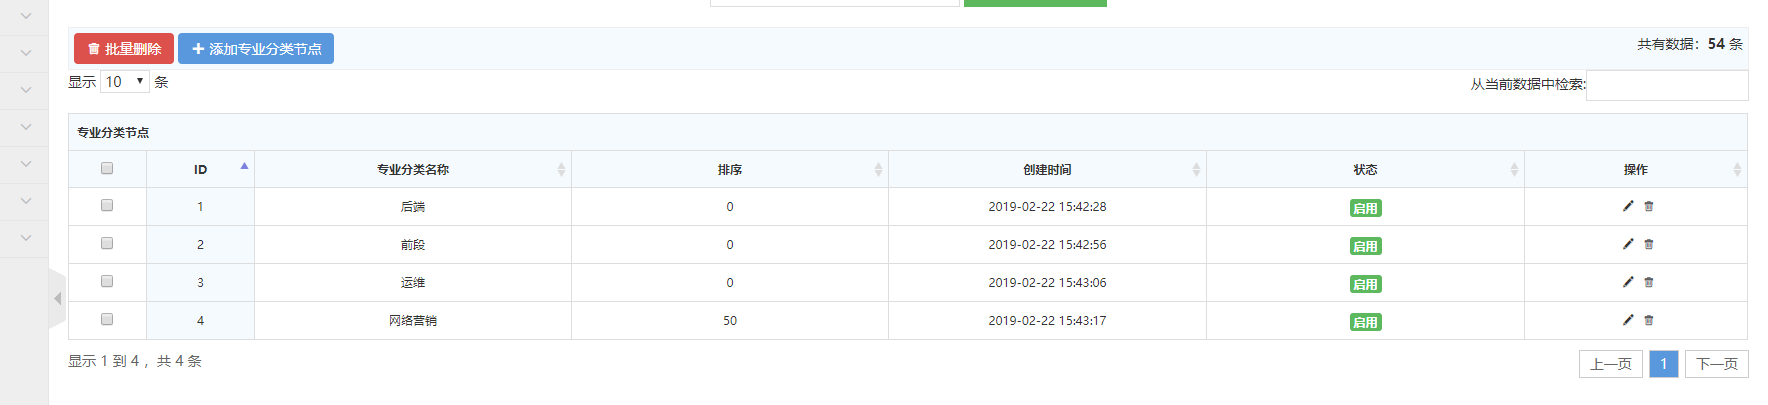 批量删除 添加专业分类节点 共有数据：54 条
显示 10 条 从当前数据中检索:
专业分类节点
ID 专业分类名称 排序 创建时间 状态 操作
1 后端 0 2019-02-22 15:42:28 启用
2 前段 0 2019-02-22 15:42:56 启用
3 运维 0 2019-02-22 15:43:06 启用
4 网络营销 50 2019-02-22 15:43:17 启用
显示 1 到 4 ，共 4 条 上一页 1 下一页